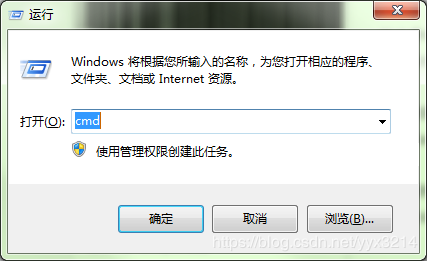 运行
Windows 将根据您所输入的名称，为您打开相应的程序、
文件夹、文档或 Internet 资源。
打开(O): cmd
使用管理权限创建此任务。
确定 取消 浏览(B)...
https://blog.csdn.net/yyx3214